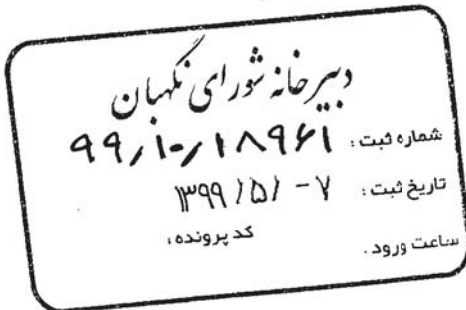 دبیرخانه شورای نگهبان
شماره ثبت: ۹۹/۱۰/۱۸۹۶۱
تاریخ ثبت: ۷ - /۵/ ۱۳۹۹
کد پرونده:
ساعت ورود.